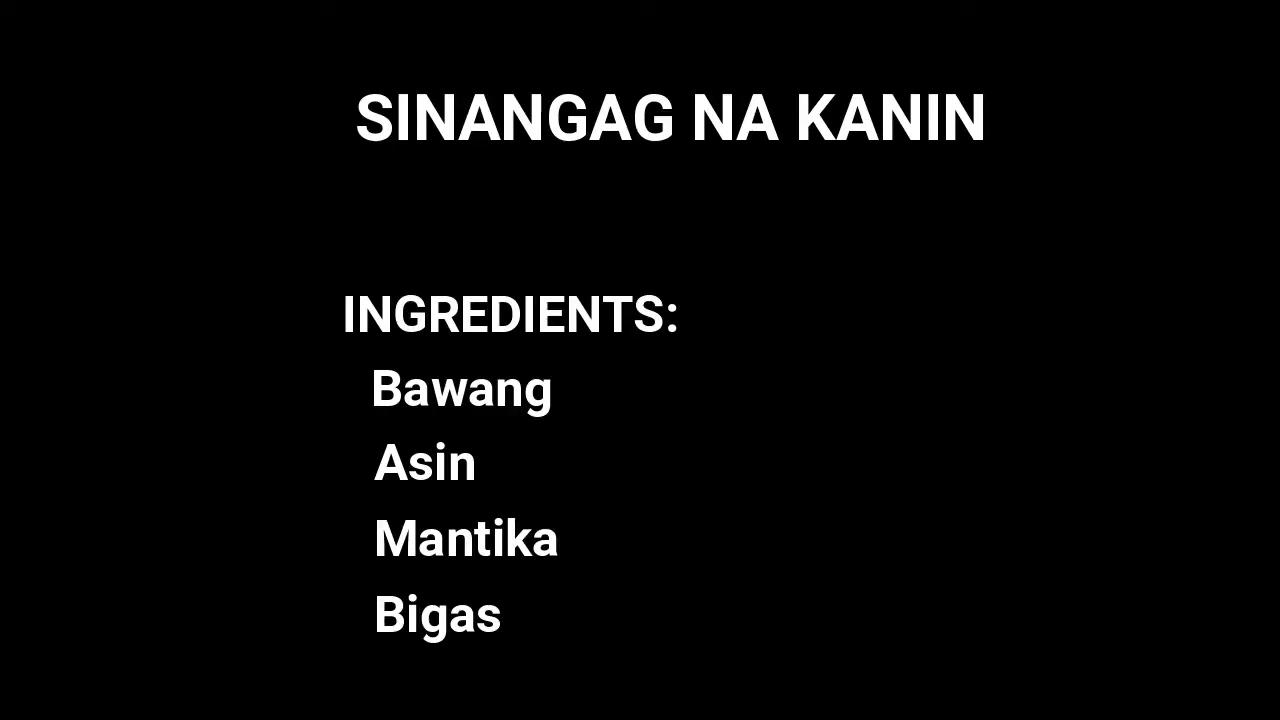 SINANGAG NA KANIN
INGREDIENTS:
Bawang
Asin
Mantika
Bigas